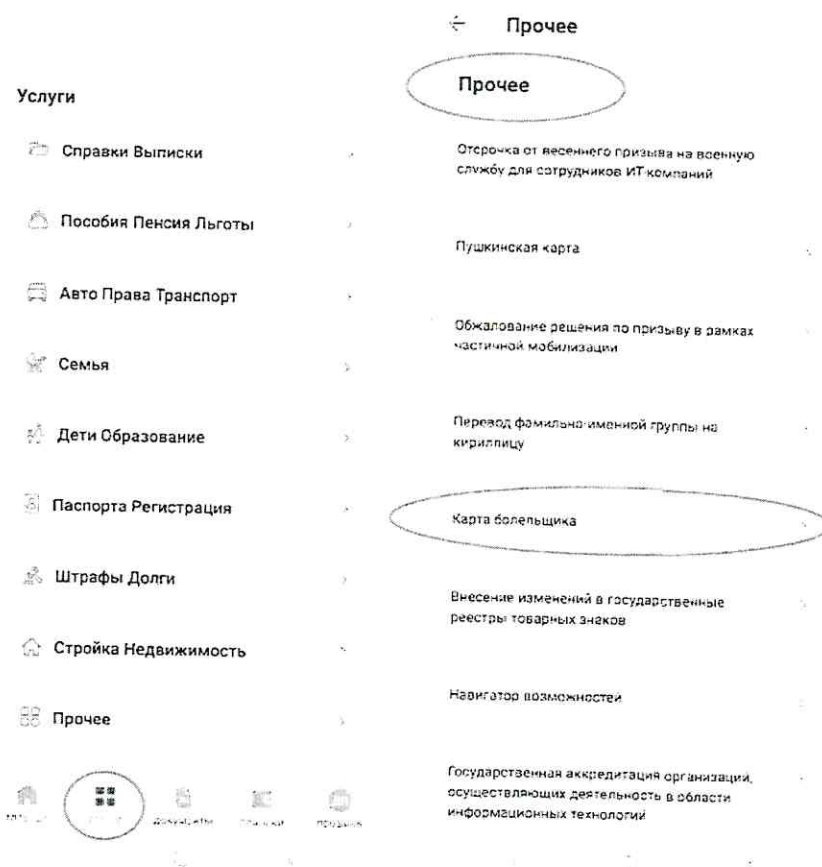 Услуги
Справки Выписки
Пособия Пенсия Льготы
Авто Права Транспорт
Семья
Дети Образование
Паспорта Регистрация
Штрафы Долги
Стройка Недвижимость
Прочее
документы
Прочее
Прочее
Отсрочка от весеннего призыва на военную
службу для сотрудников ИТ-компаний
Пушкинская карта
Обжалование решения по призыву в рамках
частичной мобилизации
Перевод фамильно-именной группы на
кириллицу
Карта болельщика
Внесение изменений в государственные
реестры товарных знаков
Навигатор возможностей
Государственная аккредитация организаций,
осуществляющих деятельность в области
информационных технологий